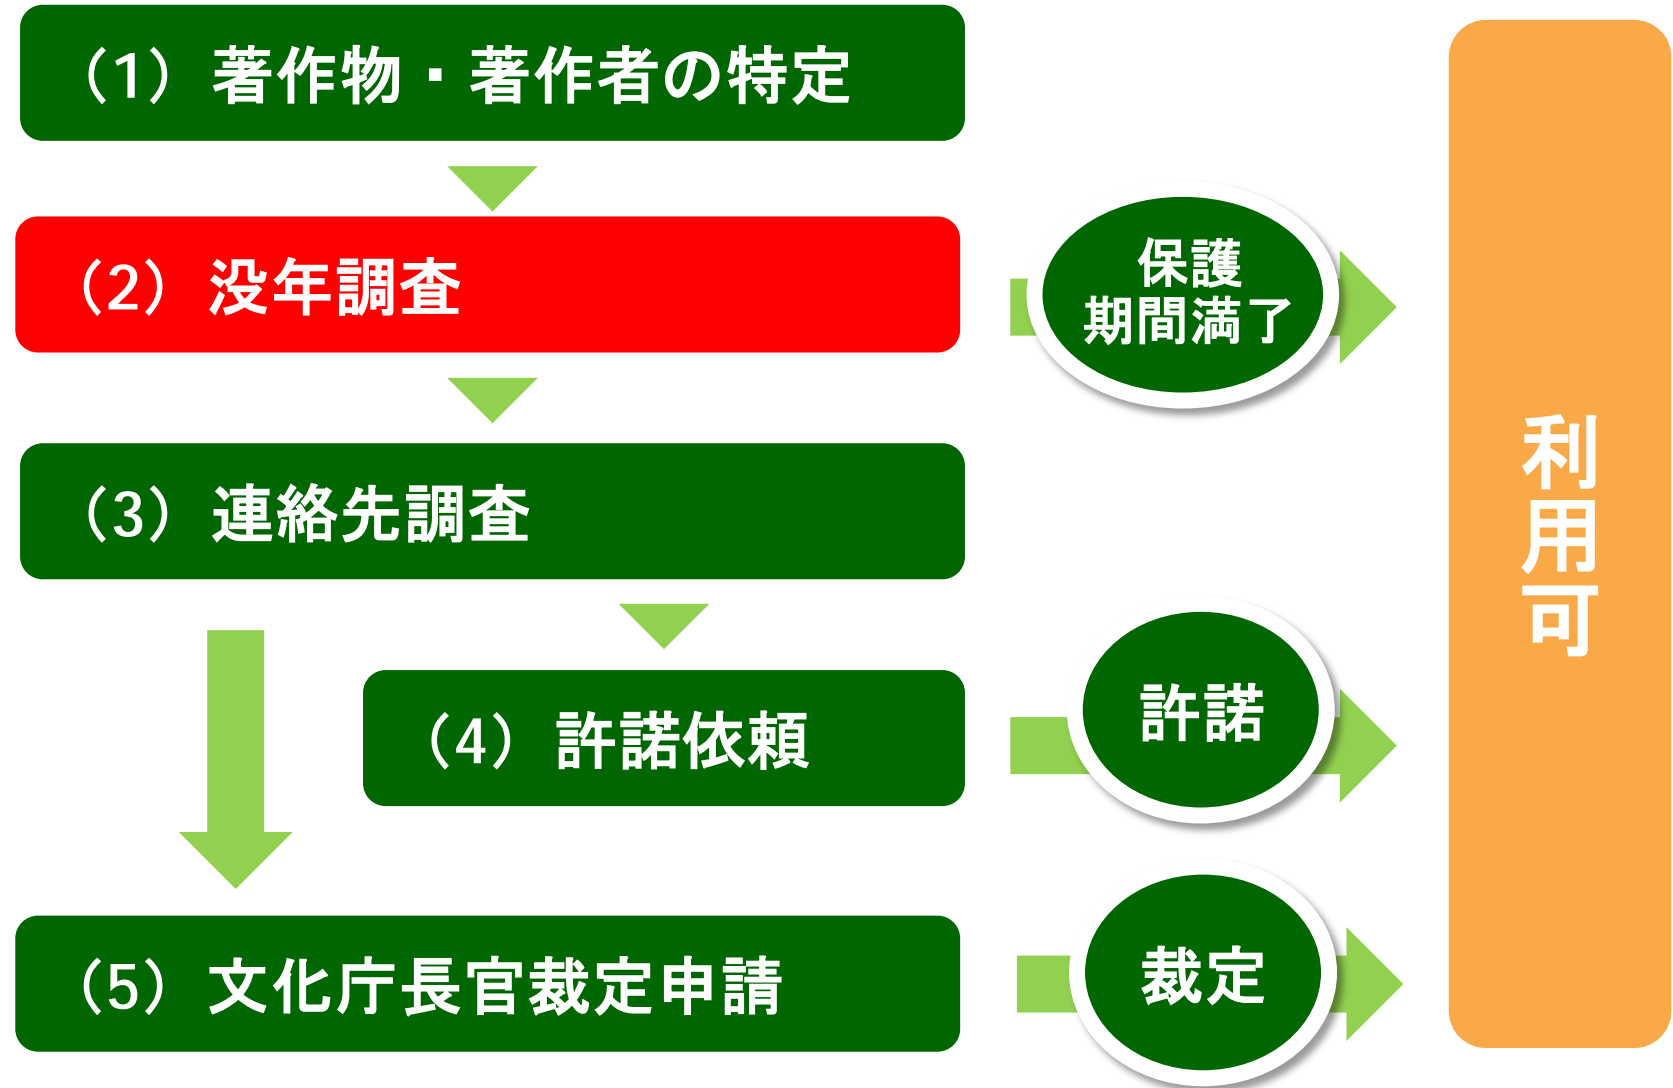 （1）著作物・著作者の特定
（2）没年調査
保護
期間満了
（3）連絡先調査
（4）許諾依頼
許諾
（5）文化庁長官裁定申請
裁定
利用可